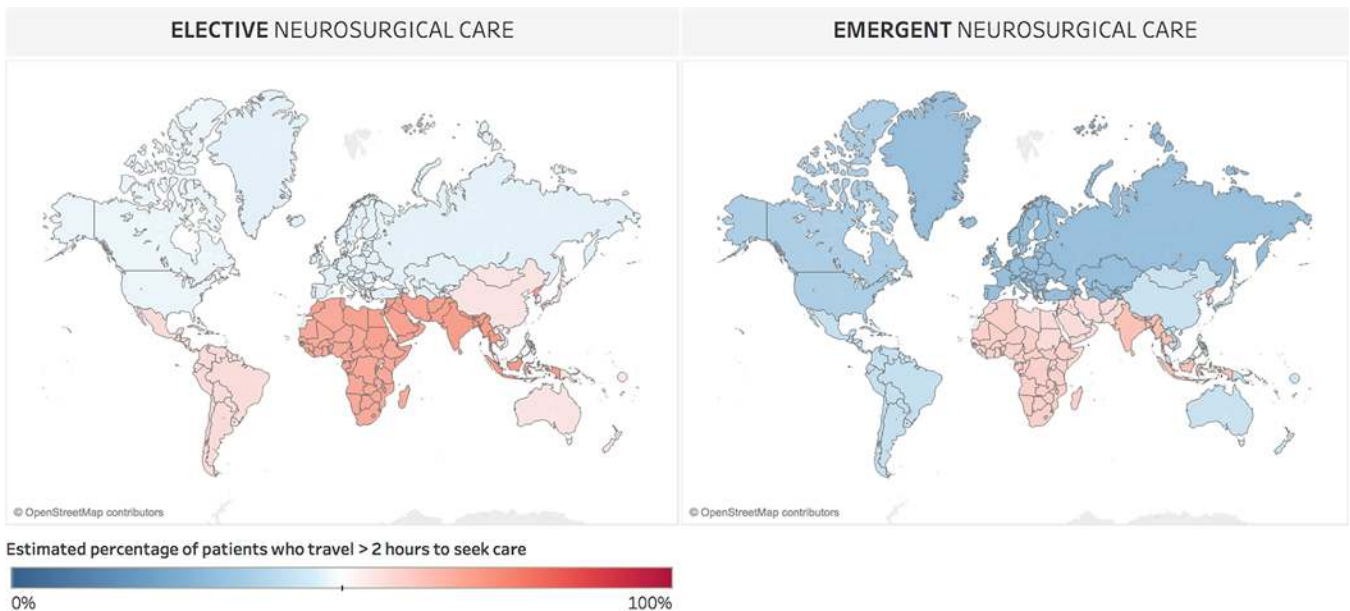 ELECTIVE NEUROSURGICAL CARE
EMERGENT NEUROSURGICAL CARE
© OpenStreetMap contributors
© OpenStreetMap contributors
Estimated percentage of patients who travel > 2 hours to seek care
0%
100%